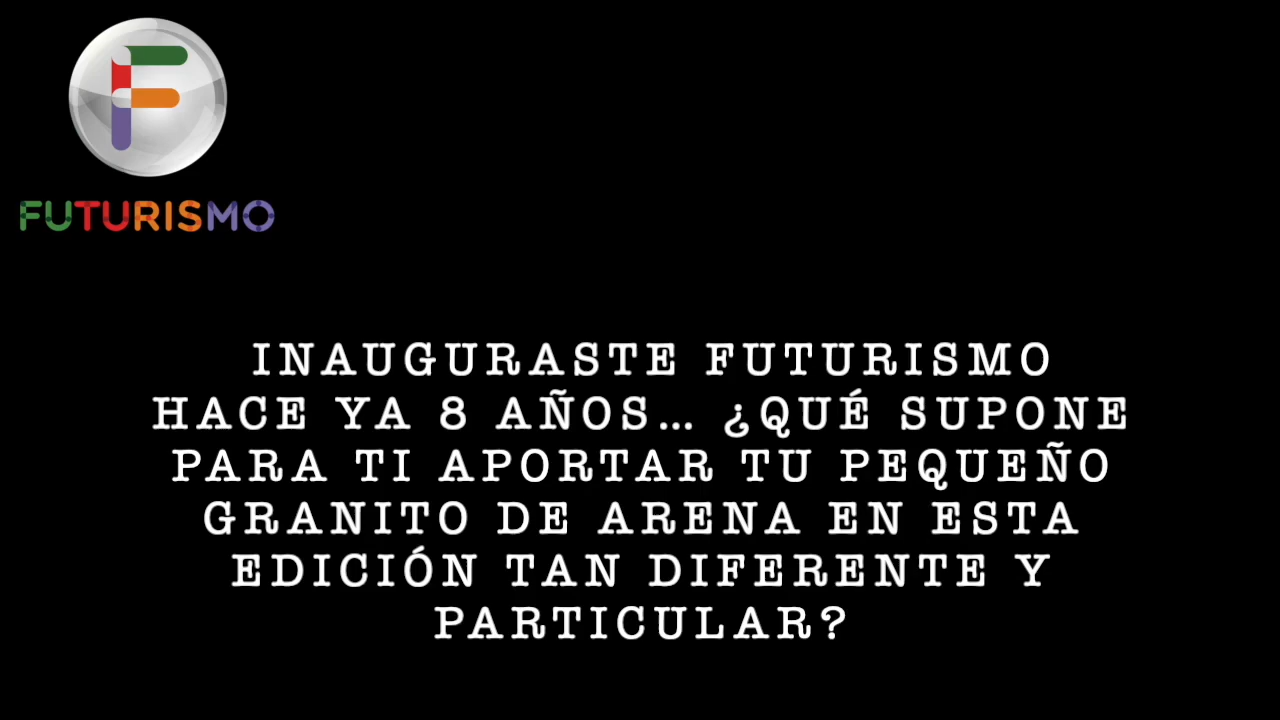 F
FUTURISMO
INAUGURASTE FUTURISMO
HACE YA 8 AÑOS... ¿QUÉ SUPONE
PARA TI APORTAR TU PEQUEÑO
GRANITO DE ARENA EN ESTA
EDICIÓN TAN DIFERENTE Y
PARTICULAR?